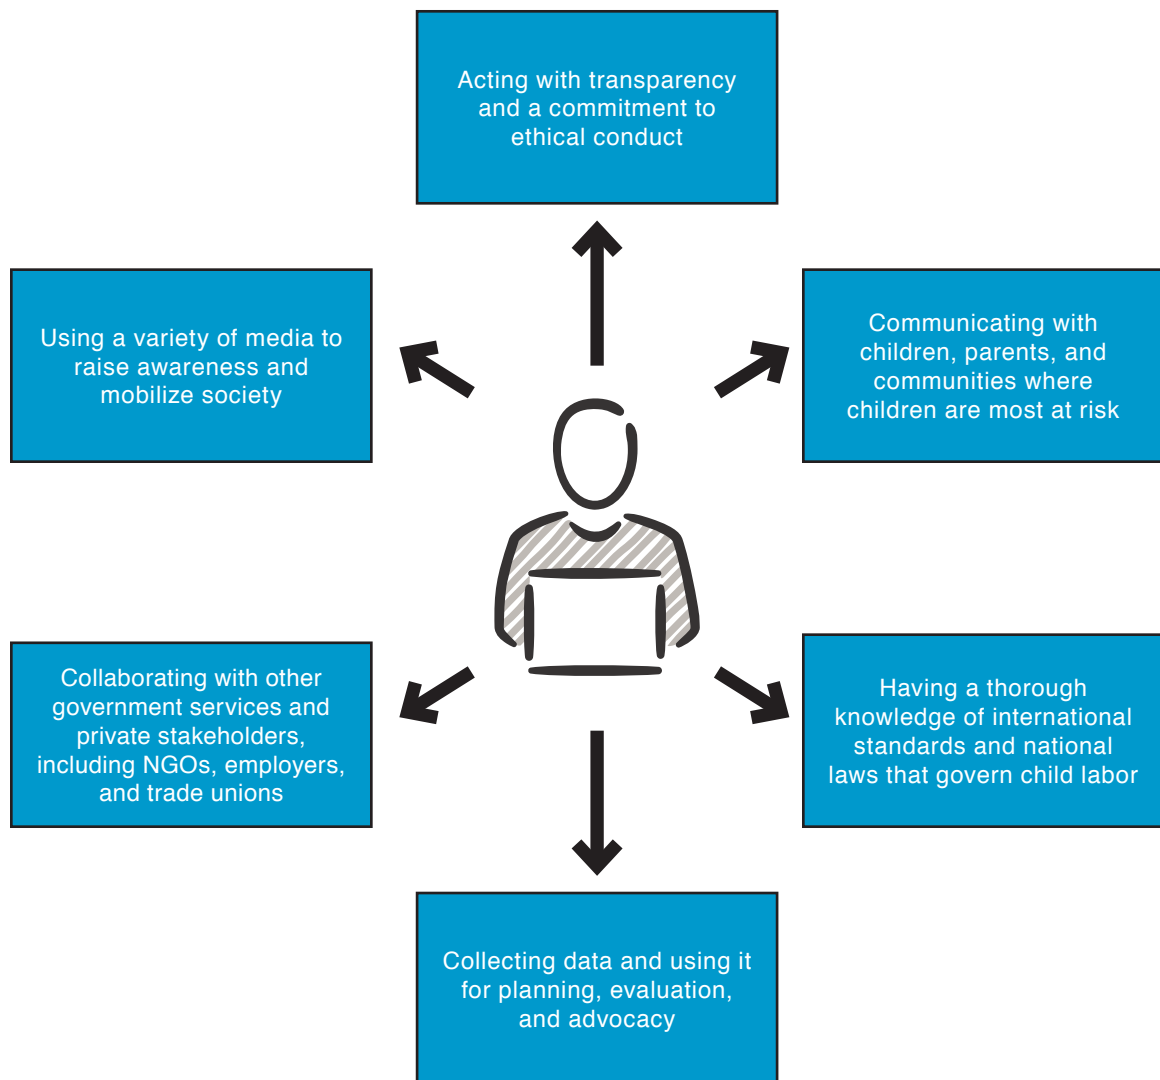 Acting with transparency
and a commitment to
ethical conduct
Using a variety of media to
raise awareness and
mobilize society
Communicating with
children, parents, and
communities where
children are most at risk
Collaborating with other
government services and
private stakeholders,
including NGOs, employers,
and trade unions
Having a thorough
knowledge of international
standards and national
laws that govern child labor
Collecting data and using it
for planning, evaluation,
and advocacy